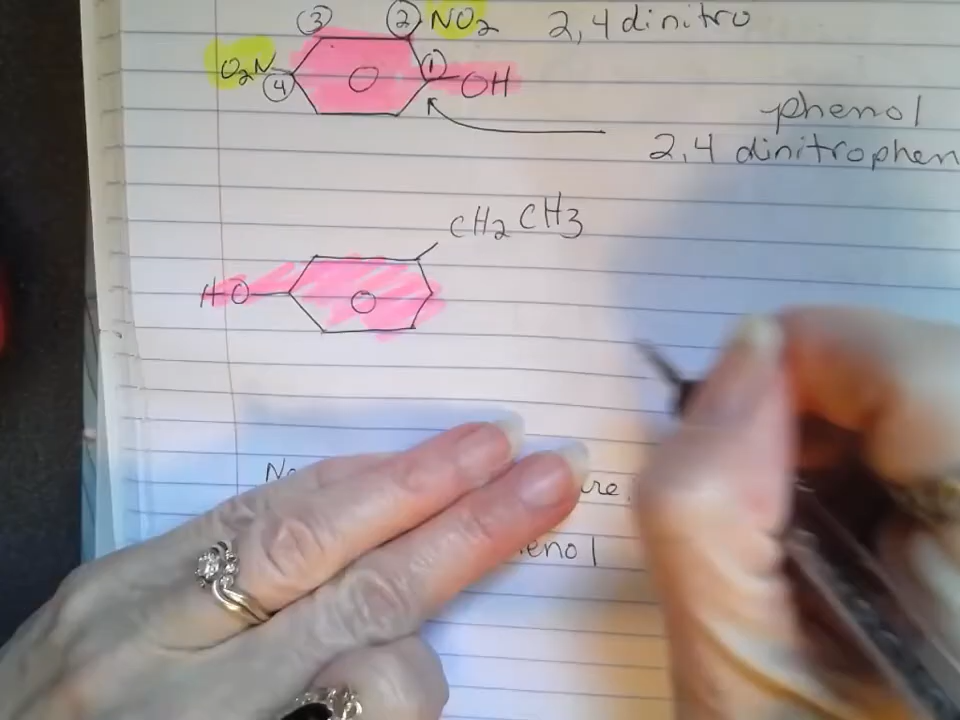 ③ ② NO₂ 2,4 dinitro
O₂N ④ ① OH
phenol
2,4 dinitrophen
CH₂CH₃
HO
enol